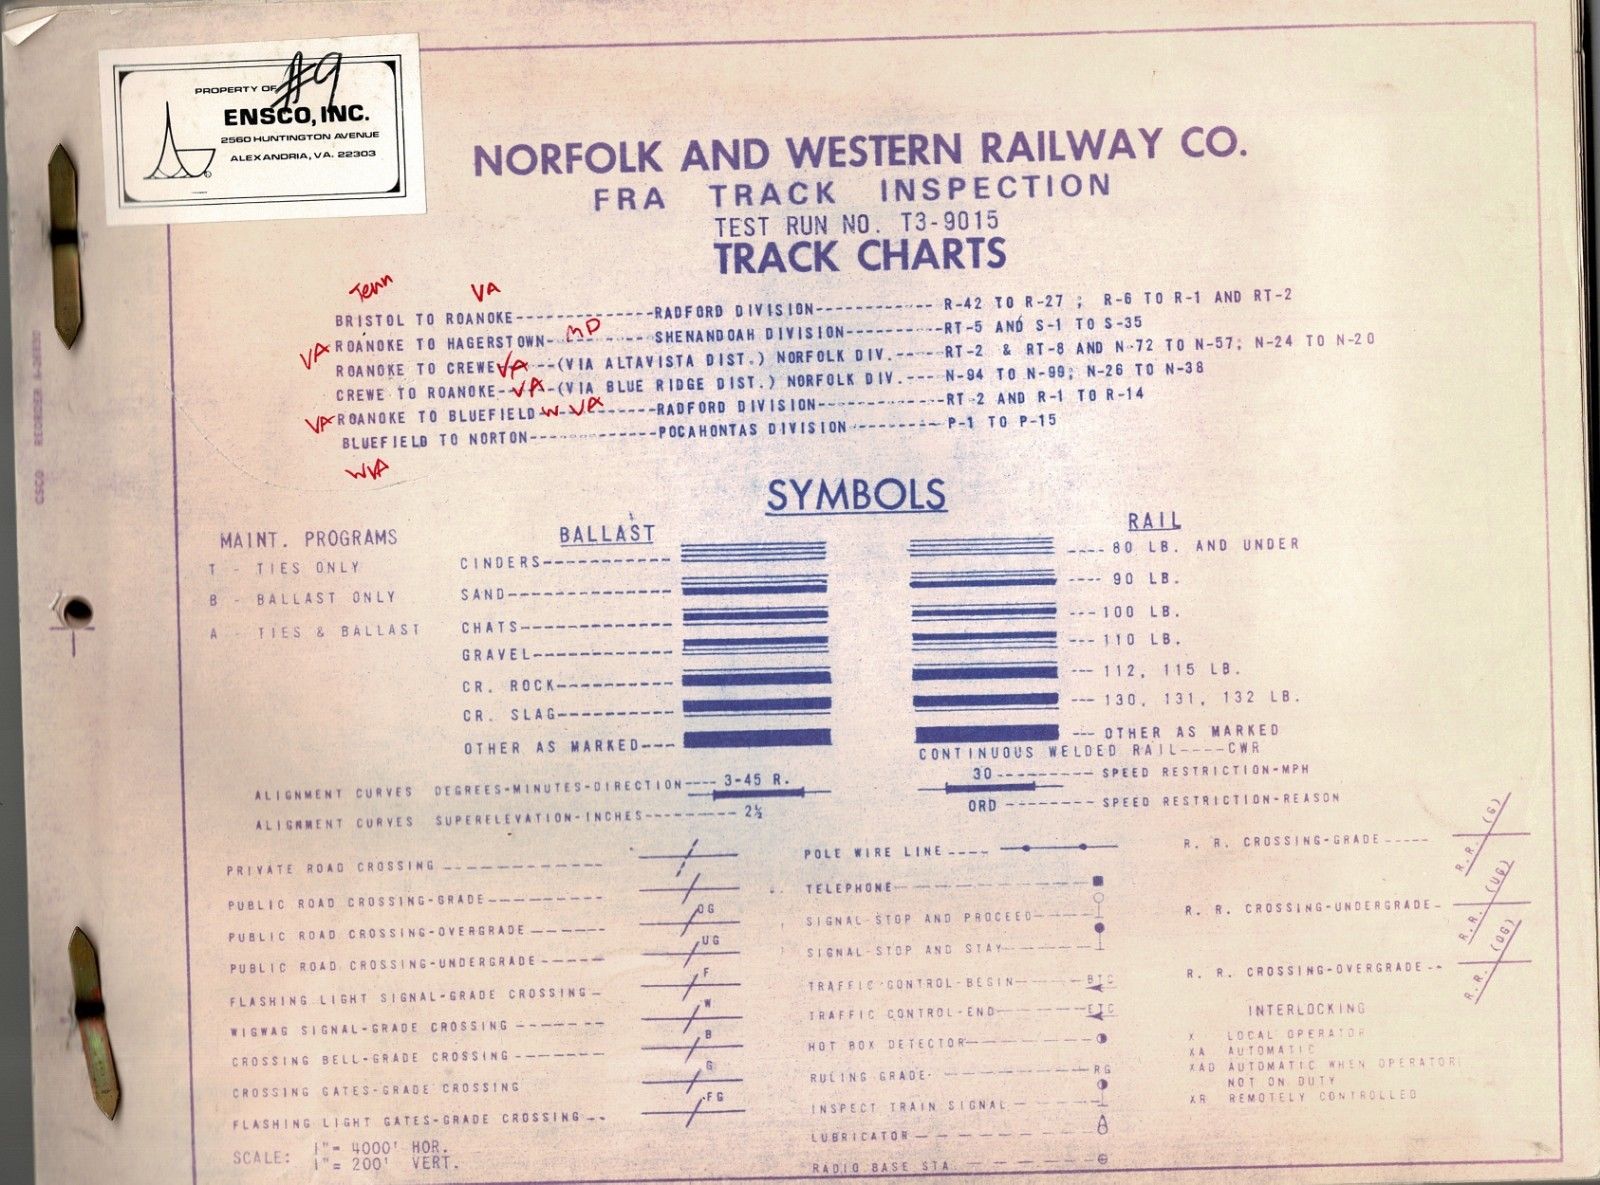 #9
PROPERTY OF
ENSCO, INC.
2560 HUNTINGTON AVENUE
ALEXANDRIA, VA. 22303
NORFOLK AND WESTERN RAILWAY CO.
FRA TRACK INSPECTION
TEST RUN NO. T3-9015
TRACK CHARTS
Tenn VA
BRISTOL TO ROANOKE--------------RADFORD DIVISION------------ R-42 TO R-27 ; R-6 TO R-1 AND RT-2
VA ROANOKE TO HAGERSTOWN- MD ------SHENANDOAH DIVISION----------RT-5 AND S-1 TO S-35
ROANOKE TO CREWE VA --(VIA ALTAVISTA DIST.) NORFOLK DIV.-----RT-2 & RT-8 AND N-72 TO N-57; N-24 TO N-20
CREWE TO ROANOKE-- VA -(VIA BLUE RIDGE DIST.) NORFOLK DIV.--- N-94 TO N-99; N-26 TO N-38
VA ROANOKE TO BLUEFIELD W-VA ------RADFORD DIVISION-------------RT-2 AND R-1 TO R-14
BLUEFIELD TO NORTON-------------POCAHONTAS DIVISION --------- P-1 TO P-15
WVA
SYMBOLS
MAINT. PROGRAMS
T - TIES ONLY
B - BALLAST ONLY
A - TIES & BALLAST
BALLAST
CINDERS-------------
SAND----------------
CHATS---------------
GRAVEL--------------
CR. ROCK------------
CR. SLAG------------
OTHER AS MARKED---
RAIL
---- 80 LB. AND UNDER
---- 90 LB.
---100 LB.
--- 110 LB.
--- 112, 115 LB.
--- 130, 131, 132 LB.
--- OTHER AS MARKED
CONTINUOUS WELDED RAIL----CWR
ALIGNMENT CURVES DEGREES-MINUTES-DIRECTION---- 3-45 R.
ALIGNMENT CURVES SUPERELEVATION-INCHES--------- 2½
30--------- SPEED RESTRICTION-MPH
ORD -------- SPEED RESTRICTION-REASON
PRIVATE ROAD CROSSING --------------
PUBLIC ROAD CROSSING-GRADE----------
PUBLIC ROAD CROSSING-OVERGRADE------- OG
PUBLIC ROAD CROSSING-UNDERGRADE------ UG
FLASHING LIGHT SIGNAL-GRADE CROSSING- F
WIGWAG SIGNAL-GRADE CROSSING -------- W
CROSSING BELL-GRADE CROSSING -------- B
CROSSING GATES-GRADE CROSSING G
FLASHING LIGHT GATES-GRADE CROSSING-- FG
SCALE: 1"= 4000' HOR.
1"= 200' VERT.
POLE WIRE LINE----
TELEPHONE-----------------
SIGNAL-STOP AND PROCEED-----
SIGNAL-STOP AND STAY--------
TRAFFIC CONTROL-BEGIN------ BTC
TRAFFIC CONTROL-END-------- ETC
HOT BOX DETECTOR-----------
RULING GRADE--------------- RG
INSPECT TRAIN SIGNAL -------
LUBRICATOR----------------
RADIO BASE STA. -----------
R. R. CROSSING-GRADE----- R.R. (G)
R. R. CROSSING-UNDERGRADE- R.R. (UG)
R. R. CROSSING-OVERGRADE-- R.R. (OG)
INTERLOCKING
X LOCAL OPERATOR
XA AUTOMATIC
XAD AUTOMATIC WHEN OPERATOR
NOT ON DUTY
XR REMOTELY CONTROLLED